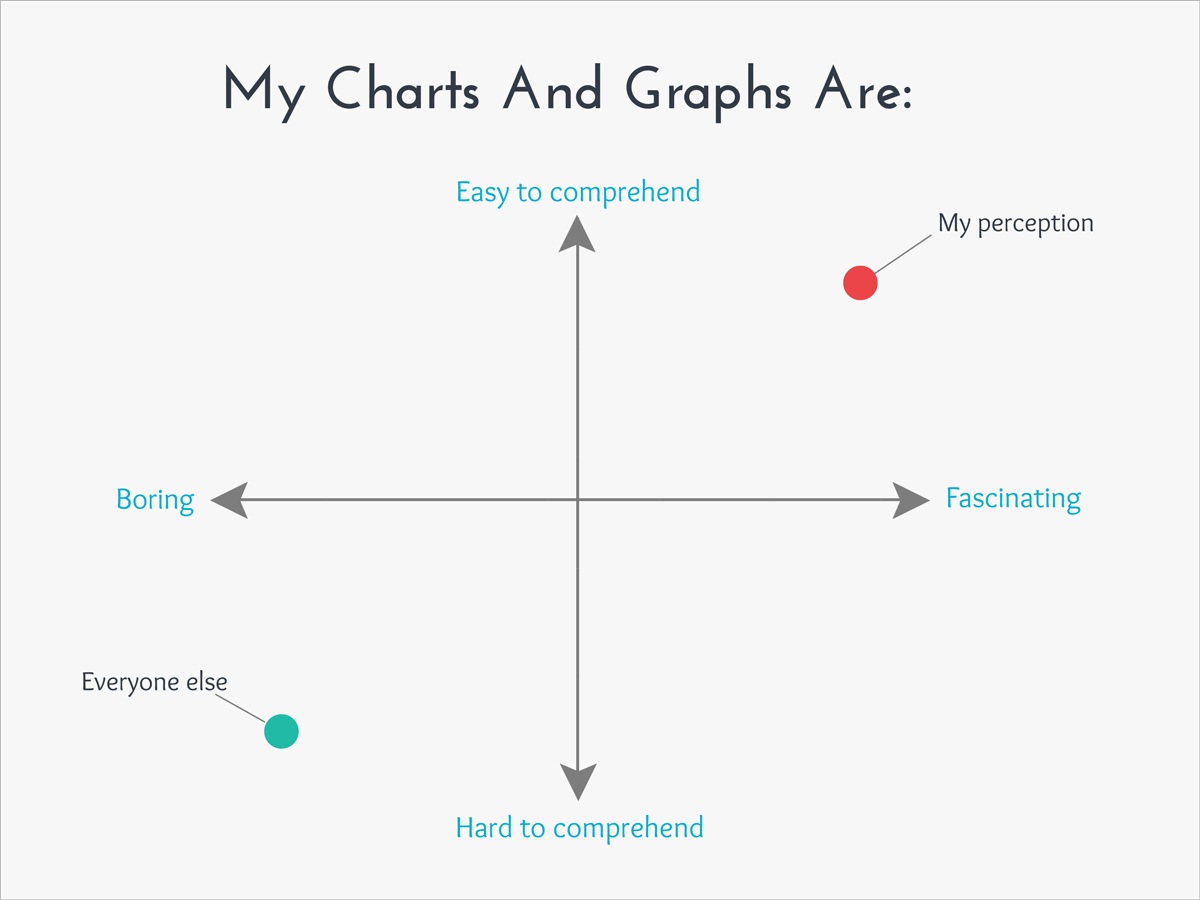 My Charts And Graphs Are:
Easy to comprehend
My perception
Boring
Fascinating
Everyone else
Hard to comprehend